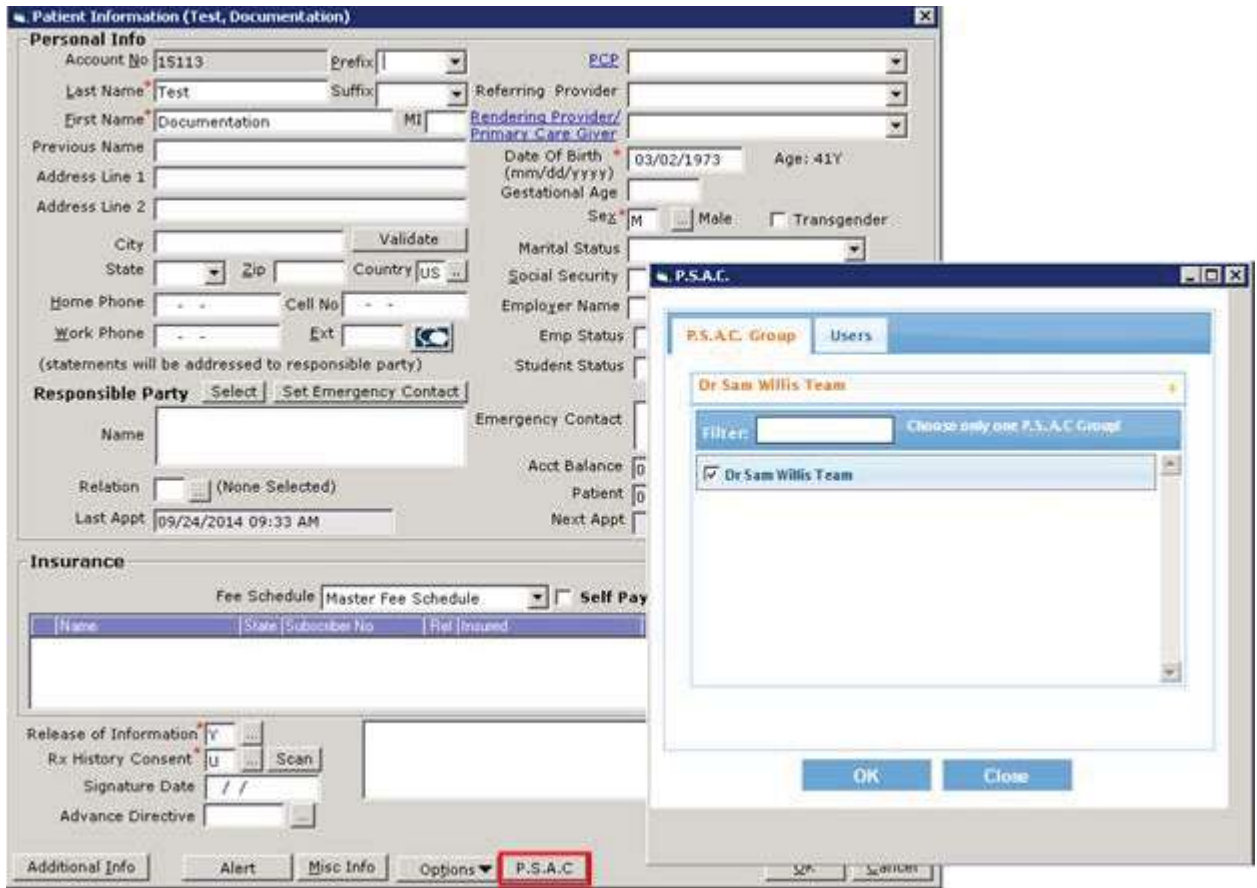 Patient Information (Test, Documentation)
Personal Info
Account No 15113 Prefix PCP
Last Name* Test Suffix Referring Provider
First Name* Documentation MI Rendering Provider/
Primary Care Giver
Previous Name
Date Of Birth * 03/02/1973 Age: 41Y
(mm/dd/yyyy)
Address Line 1
Gestational Age
Address Line 2
Sex* M ... Male Transgender
City Validate Marital Status
State Zip Country US ... Social Security
Home Phone - - Cell No - - Employer Name
Work Phone - - Ext Emp Status
(statements will be addressed to responsible party) Student Status
Responsible Party Select Set Emergency Contact
Name Emergency Contact
Acct Balance 0
Relation ... (None Selected) Patient 0
Last Appt 09/24/2014 09:33 AM Next Appt
Insurance
Fee Schedule Master Fee Schedule Self Pay
Name State Subscriber No Rel Insured
Release of Information* Y ...
Rx History Consent* U ... Scan
Signature Date / /
Advance Directive ...
Additional Info Alert Misc Info Options P.S.A.C OK Cancel
P.S.A.C.
P.S.A.C. Group Users
Dr Sam Willis Team
Filter: Choose only one P.S.A.C Group!
Dr Sam Willis Team
OK Close